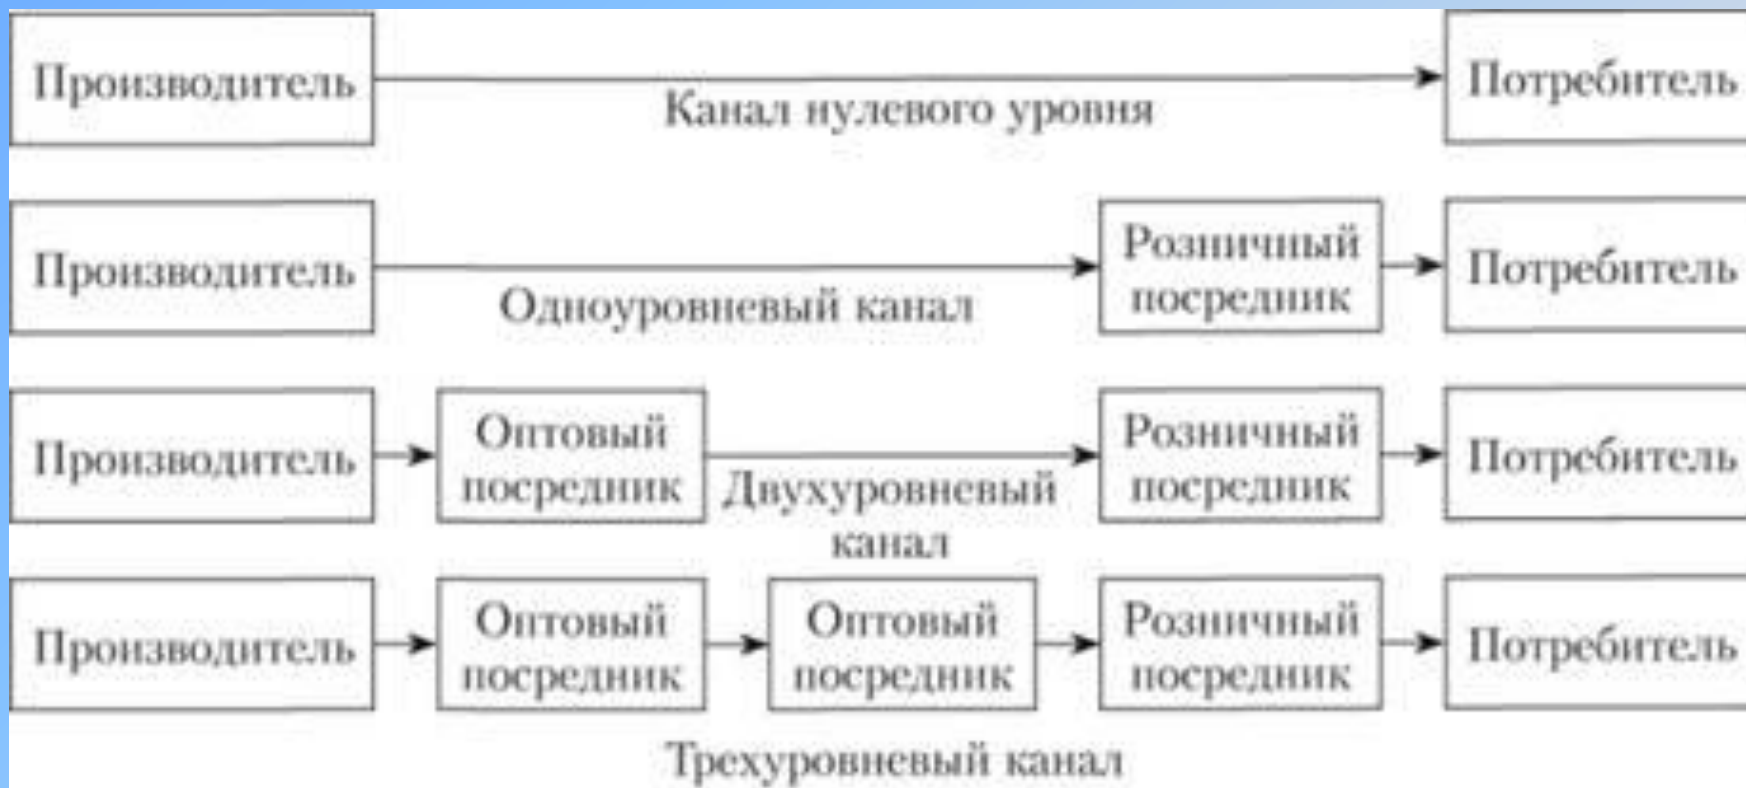 Производитель
Канал нулевого уровня
Потребитель
Производитель
Одноуровневый канал
Розничный
посредник
Потребитель
Производитель
Оптовый
посредник
Двухуровневый
канал
Розничный
посредник
Потребитель
Производитель
Оптовый
посредник
Оптовый
посредник
Розничный
посредник
Потребитель
Трехуровневый канал